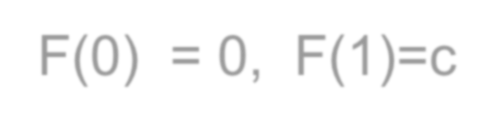 F(0) = 0, F(1)=c